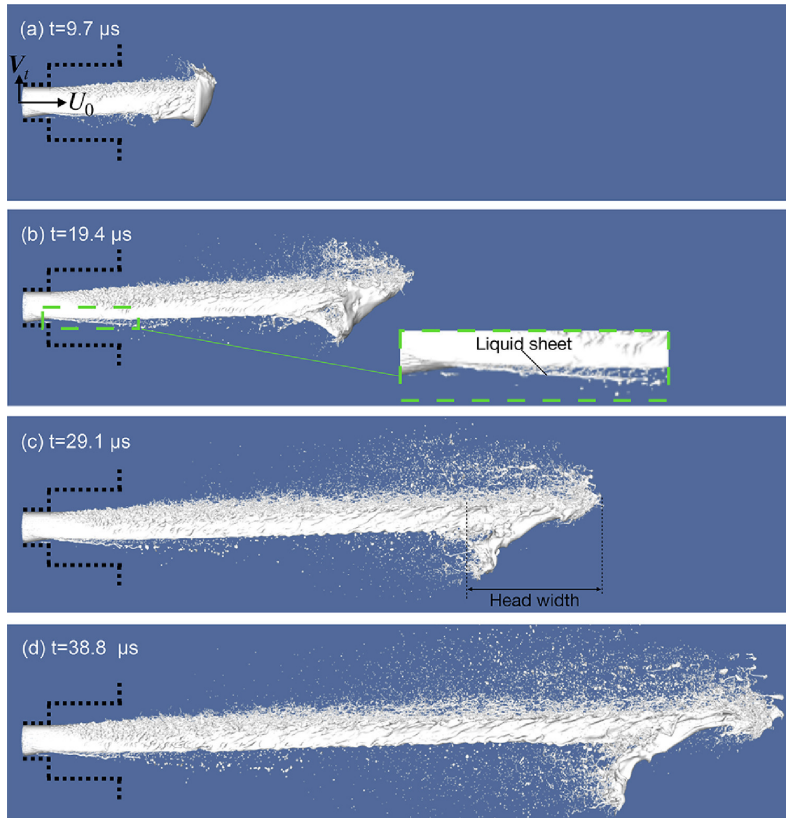 (a) t=9.7 μs
V_l
U_0
(b) t=19.4 μs
Liquid sheet
(c) t=29.1 μs
Head width
(d) t=38.8 μs